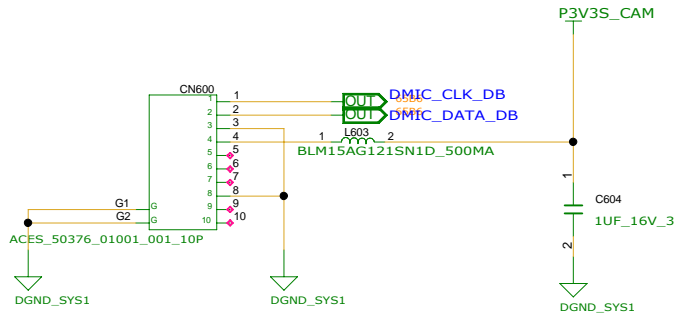 P3V3S_CAM
CN600
1 1 OUT DMIC_CLK_DB
2 2 OUT DMIC_DATA_DB
3 3
4 4 1 L603 2
BLM15AG121SN1D_500MA
5 5
6 6
7 7
8 8
9 9
10 10
G1 G
G2 G
ACES_50376_01001_001_10P
1
C604
1UF_16V_3
2
DGND_SYS1
DGND_SYS1
DGND_SYS1